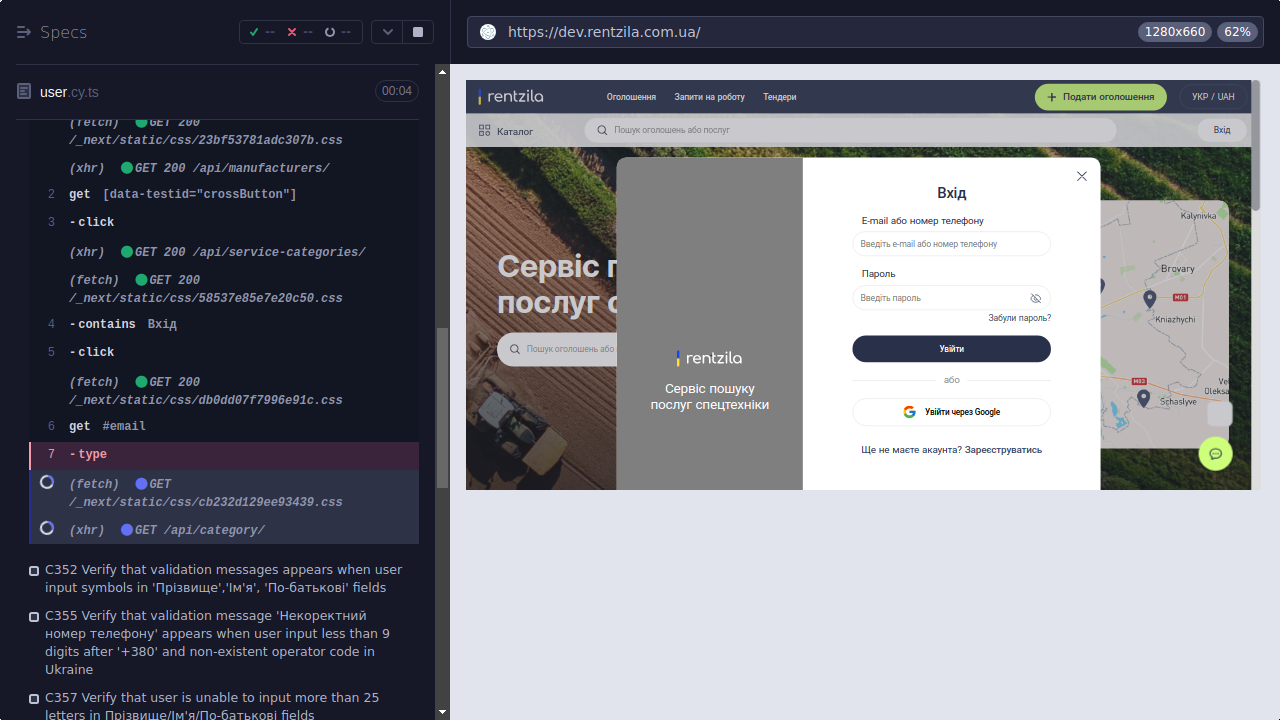 Specs
-- -- --
user.cy.ts
00:04
(fetch) GET 200
/_next/static/css/23bf53781adc307b.css
(xhr) GET 200 /api/manufacturers/
2 get [data-testid="crossButton"]
3 -click
(xhr) GET 200 /api/service-categories/
(fetch) GET 200
/_next/static/css/58537e85e7e20c50.css
4 -contains Вхід
5 -click
(fetch) GET 200
/_next/static/css/db0dd07f7996e91c.css
6 get #email
7 -type
(fetch) GET
/_next/static/css/cb232d129ee93439.css
(xhr) GET /api/category/
C352 Verify that validation messages appears when user
input symbols in 'Прізвище','Ім'я', 'По-батькові' fields
C355 Verify that validation message 'Некоректний
номер телефону' appears when user input less than 9
digits after '+380' and non-existent operator code in
Ukraine
C357 Verify that user is unable to input more than 25
letters in Прізвище/Ім'я/По-батькові fields
https://dev.rentzila.com.ua/
1280x660 62%
rentzila
Оголошення Запити на роботу Тендери
Подати оголошення
УКР / UAH
Каталог
Пошук оголошень або послуг
Вхід
Сервіс п
послуг с
Пошук оголошень або
rentzila
Сервіс пошуку
послуг спецтехніки
Вхід
E-mail або номер телефону
Введіть e-mail або номер телефону
Пароль
Введіть пароль
Забули пароль?
Увійти
або
Увійти через Google
Ще не маєте акаунта? Зареєструватись
Kalynivka
Brovary
M01
Kniazhychi
M03
Vel
Oleksa
Schaslyve